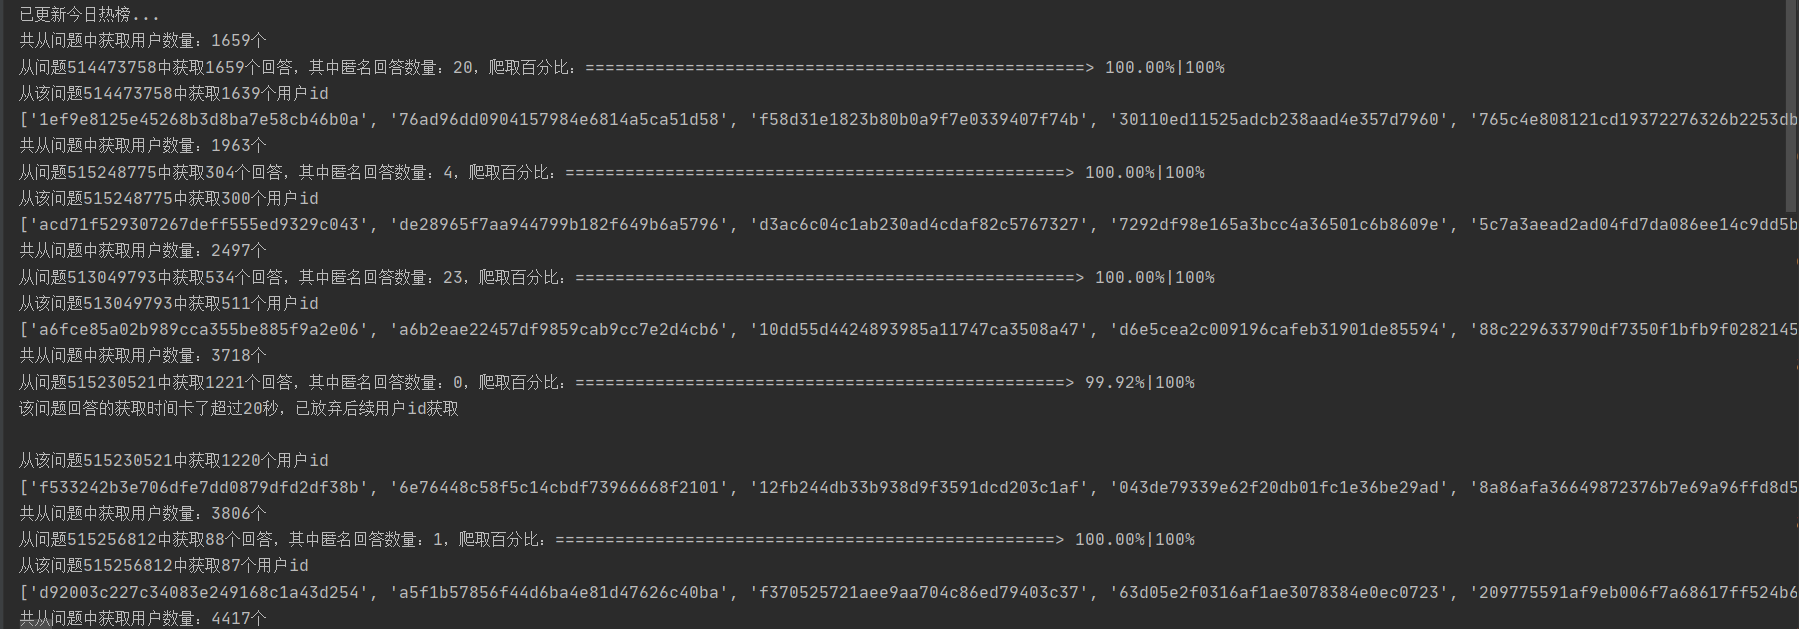 已更新今日热榜...
共从问题中获取用户数量：1659个
从问题514473758中获取1659个回答，其中匿名回答数量：20，爬取百分比：==================================================> 100.00%|100%
从该问题514473758中获取1639个用户id
['1ef9e8125e45268b3d8ba7e58cb46b0a', '76ad96dd0904157984e6814a5ca51d58', 'f58d31e1823b80b0a9f7e0339407f74b', '30110ed11525adcb238aad4e357d7960', '765c4e808121cd19372276326b2253db
共从问题中获取用户数量：1963个
从问题515248775中获取304个回答，其中匿名回答数量：4，爬取百分比：==================================================> 100.00%|100%
从该问题515248775中获取300个用户id
['acd71f529307267deff555ed9329c043', 'de28965f7aa944799b182f649b6a5796', 'd3ac6c04c1ab230ad4cdaf82c5767327', '7292df98e165a3bcc4a36501c6b8609e', '5c7a3aead2ad04fd7da086ee14c9dd5b
共从问题中获取用户数量：2497个
从问题513049793中获取534个回答，其中匿名回答数量：23，爬取百分比：==================================================> 100.00%|100%
从该问题513049793中获取511个用户id
['a6fce85a02b989cca355be885f9a2e06', 'a6b2eae22457df9859cab9cc7e2d4cb6', '10dd55d4424893985a11747ca3508a47', 'd6e5cea2c009196cafeb31901de85594', '88c229633790df7350f1bfb9f0282145
共从问题中获取用户数量：3718个
从问题515230521中获取1221个回答，其中匿名回答数量：0，爬取百分比：=================================================> 99.92%|100%
该问题回答的获取时间卡了超过20秒，已放弃后续用户id获取
从该问题515230521中获取1220个用户id
['f533242b3e706dfe7dd0879dfd2df38b', '6e76448c58f5c14cbdf73966668f2101', '12fb244db33b938d9f3591dcd203c1af', '043de79339e62f20db01fc1e36be29ad', '8a86afa36649872376b7e69a96ffd8d5
共从问题中获取用户数量：3806个
从问题515256812中获取88个回答，其中匿名回答数量：1，爬取百分比：==================================================> 100.00%|100%
从该问题515256812中获取87个用户id
['d92003c227c34083e249168c1a43d254', 'a5f1b57856f44d6ba4e81d47626c40ba', 'f370525721aee9aa704c86ed79403c37', '63d05e2f0316af1ae3078384e0ec0723', '209775591af9eb006f7a68617ff524b6
共从问题中获取用户数量：4417个